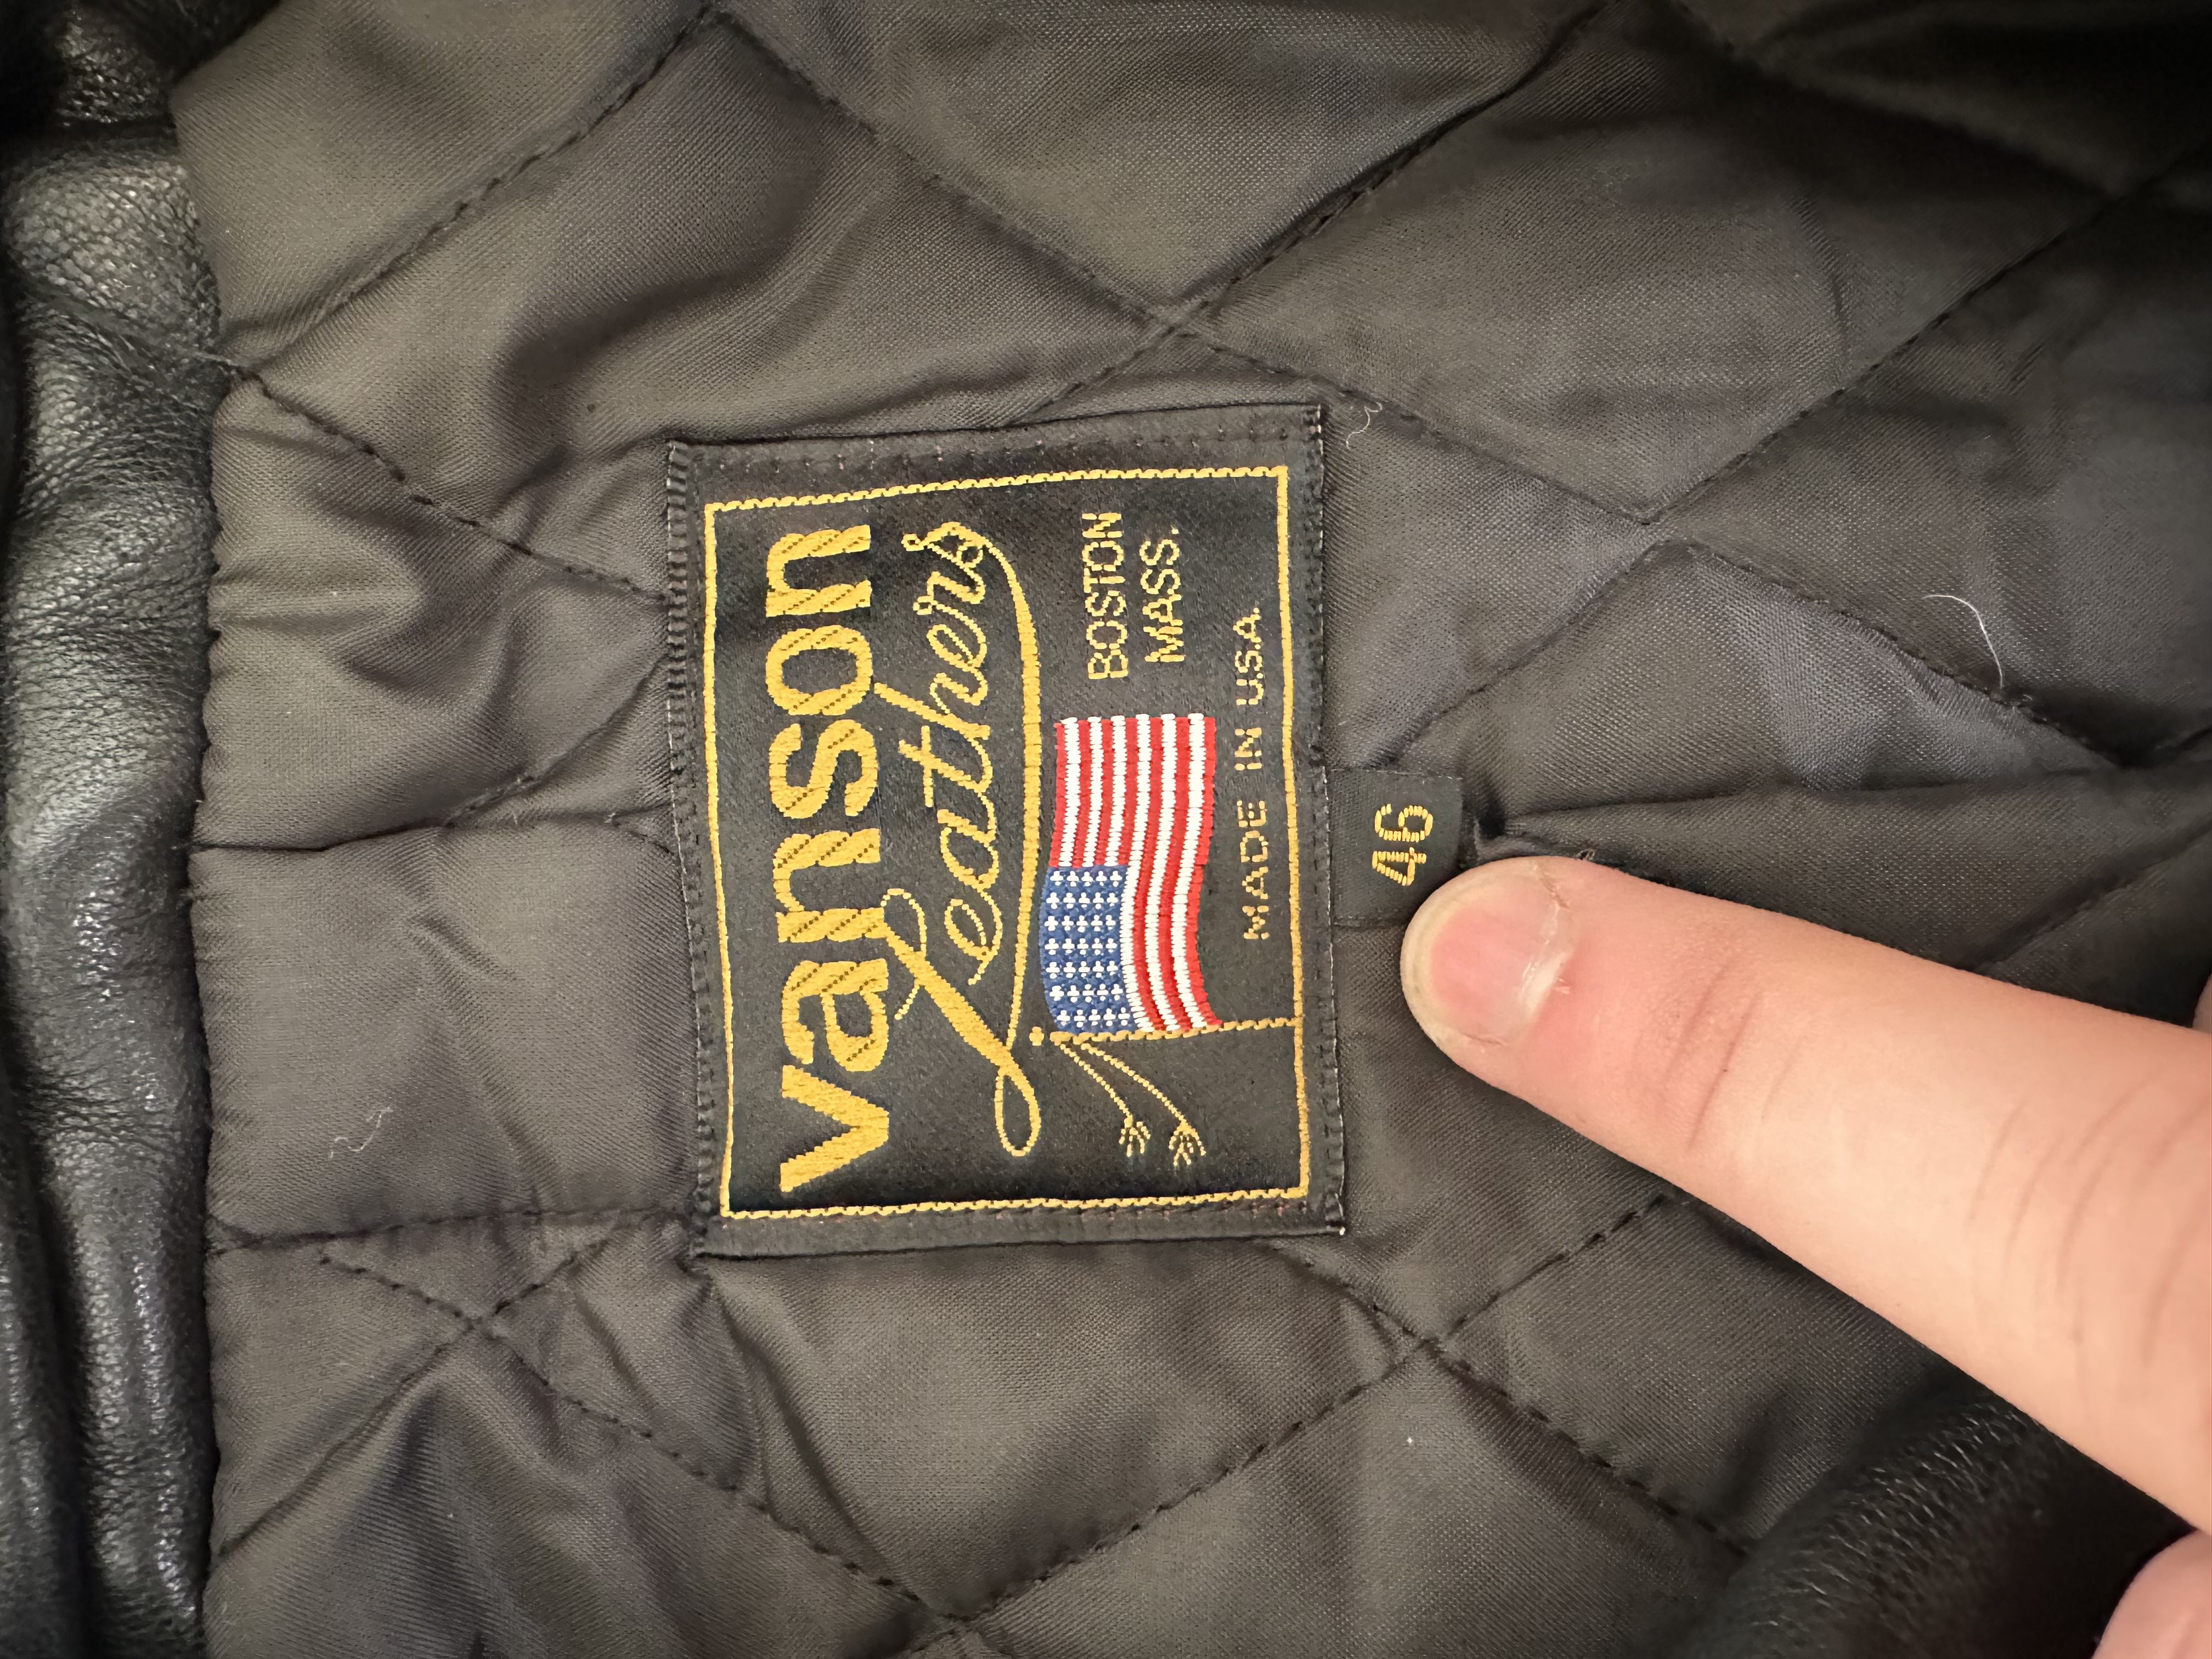 vanson
Leathers
BOSTON
MASS.
MADE IN U.S.A.
46